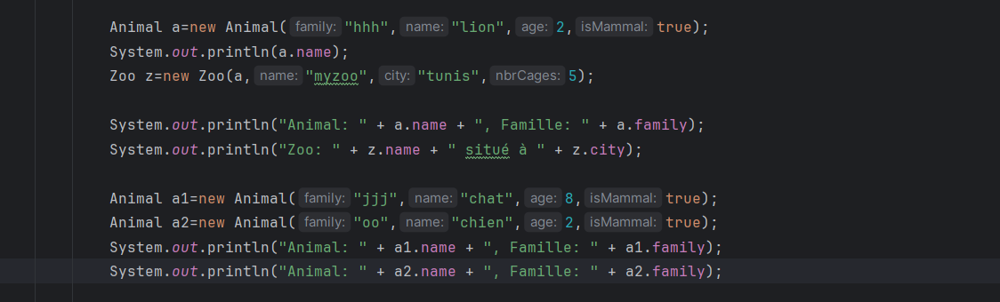 Animal a=new Animal( family: "hhh", name: "lion", age: 2, isMammal: true);
System.out.println(a.name);
Zoo z=new Zoo(a, name: "myzoo", city: "tunis", nbrCages: 5);
System.out.println("Animal: " + a.name + ", Famille: " + a.family);
System.out.println("Zoo: " + z.name + " situé à " + z.city);
Animal a1=new Animal( family: "jjj", name: "chat", age: 8, isMammal: true);
Animal a2=new Animal( family: "oo", name: "chien", age: 2, isMammal: true);
System.out.println("Animal: " + a1.name + ", Famille: " + a1.family);
System.out.println("Animal: " + a2.name + ", Famille: " + a2.family);